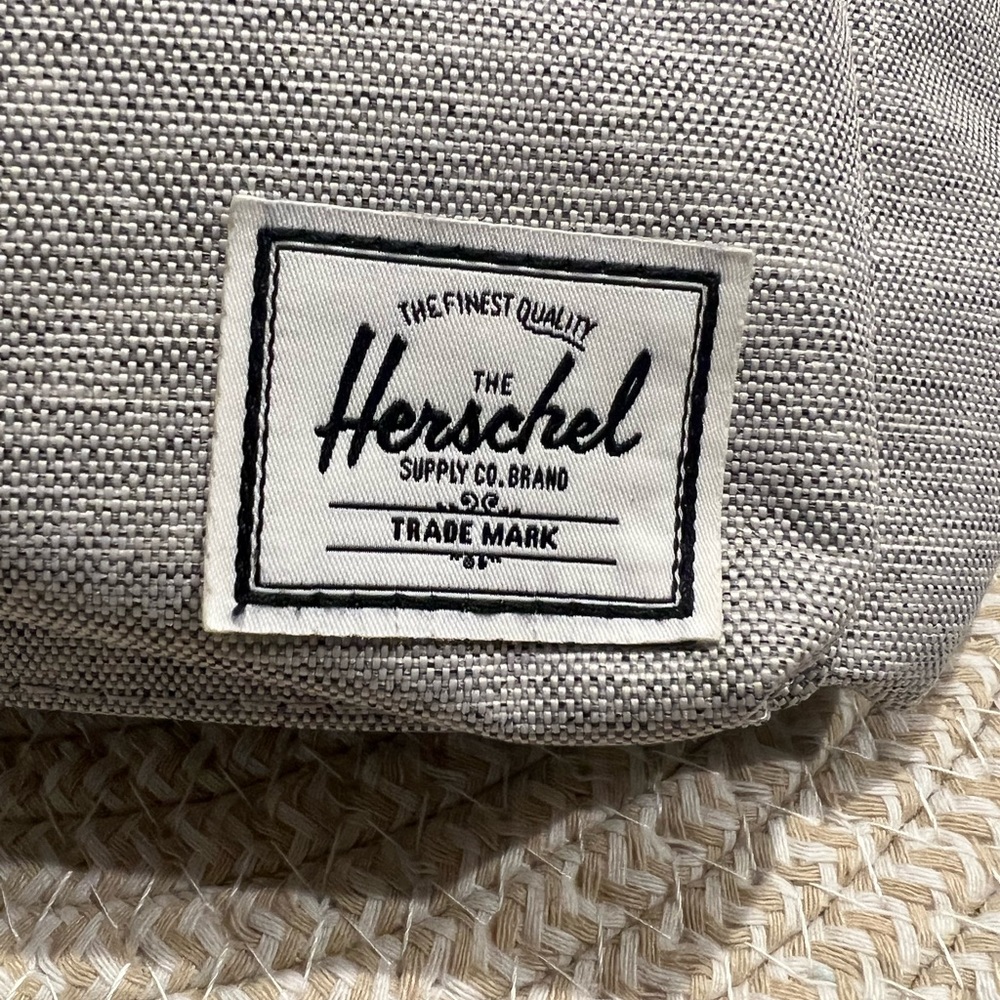 THE FINEST QUALITY
THE
Herschel
SUPPLY CO. BRAND
TRADE MARK